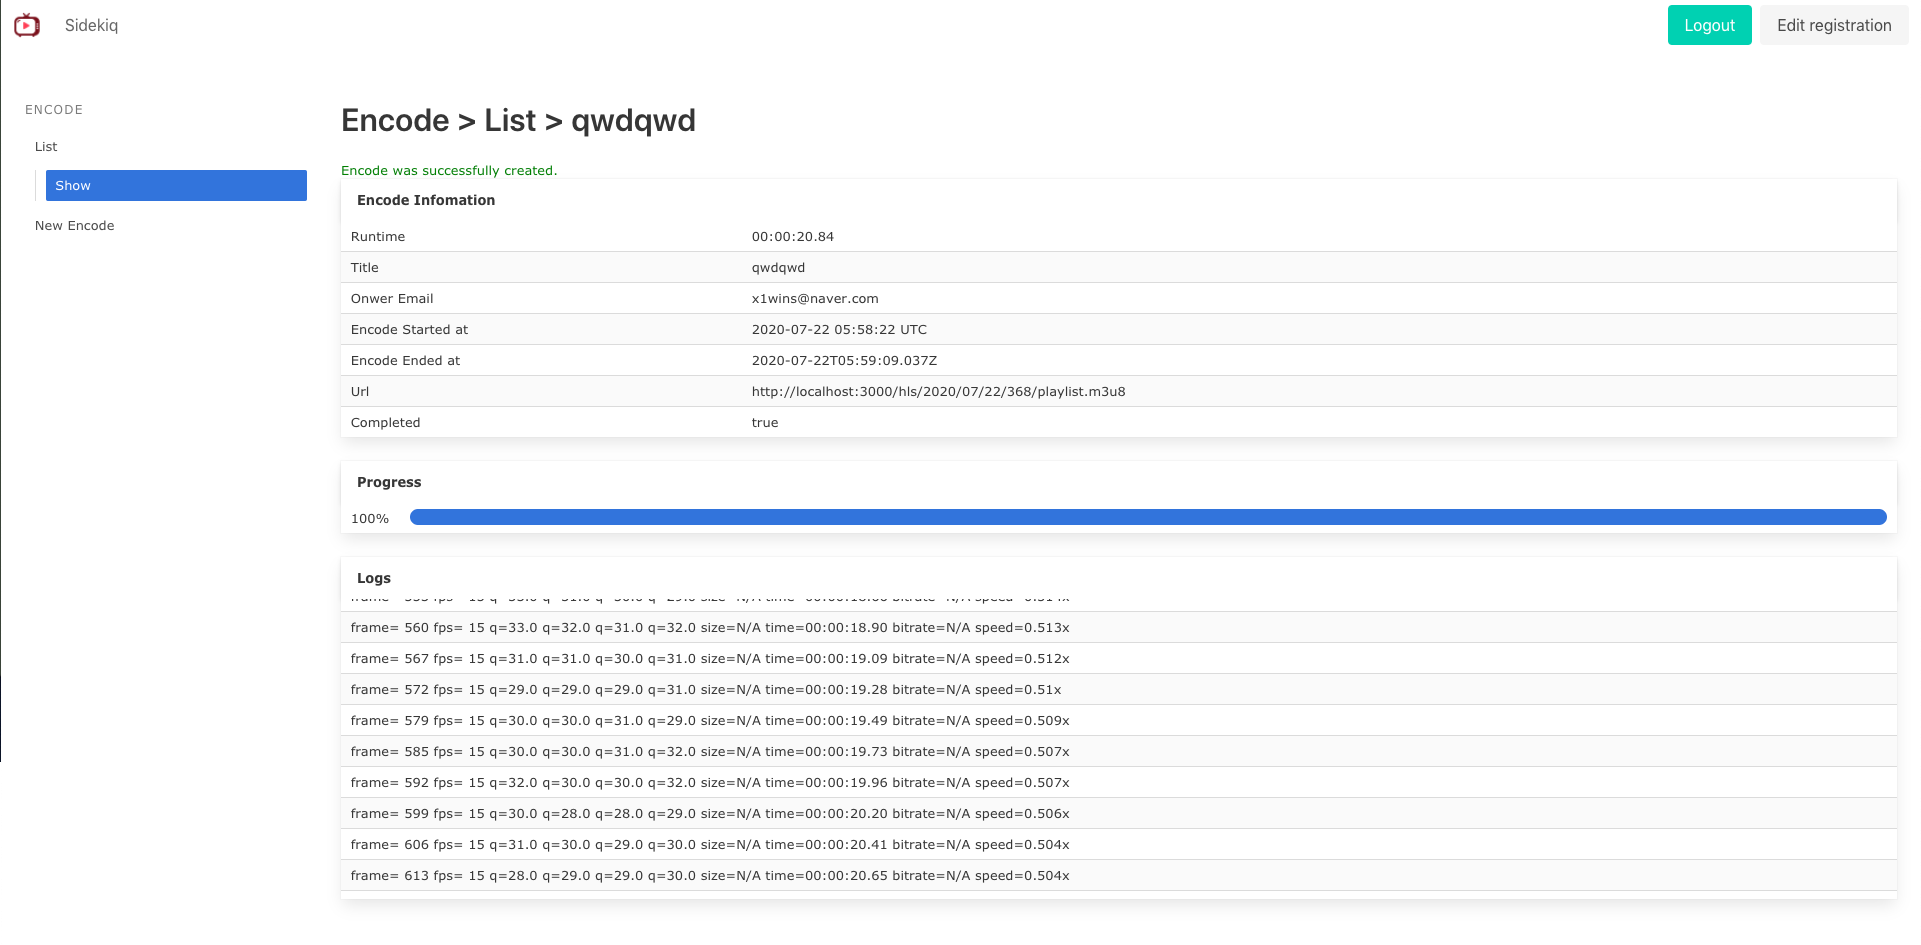 Sidekiq
Logout
Edit registration
ENCODE
List
Show
New Encode
Encode > List > qwdqwd
Encode was successfully created.
Encode Infomation
Runtime 00:00:20.84
Title qwdqwd
Onwer Email x1wins@naver.com
Encode Started at 2020-07-22 05:58:22 UTC
Encode Ended at 2020-07-22T05:59:09.037Z
Url http://localhost:3000/hls/2020/07/22/368/playlist.m3u8
Completed true
Progress
100%
Logs
frame= 560 fps= 15 q=33.0 q=32.0 q=31.0 q=32.0 size=N/A time=00:00:18.90 bitrate=N/A speed=0.513x
frame= 567 fps= 15 q=31.0 q=31.0 q=30.0 q=31.0 size=N/A time=00:00:19.09 bitrate=N/A speed=0.512x
frame= 572 fps= 15 q=29.0 q=29.0 q=29.0 q=31.0 size=N/A time=00:00:19.28 bitrate=N/A speed=0.51x
frame= 579 fps= 15 q=30.0 q=30.0 q=31.0 q=29.0 size=N/A time=00:00:19.49 bitrate=N/A speed=0.509x
frame= 585 fps= 15 q=30.0 q=30.0 q=31.0 q=32.0 size=N/A time=00:00:19.73 bitrate=N/A speed=0.507x
frame= 592 fps= 15 q=32.0 q=30.0 q=30.0 q=32.0 size=N/A time=00:00:19.96 bitrate=N/A speed=0.507x
frame= 599 fps= 15 q=30.0 q=28.0 q=28.0 q=29.0 size=N/A time=00:00:20.20 bitrate=N/A speed=0.506x
frame= 606 fps= 15 q=31.0 q=30.0 q=29.0 q=30.0 size=N/A time=00:00:20.41 bitrate=N/A speed=0.504x
frame= 613 fps= 15 q=28.0 q=29.0 q=29.0 q=30.0 size=N/A time=00:00:20.65 bitrate=N/A speed=0.504x